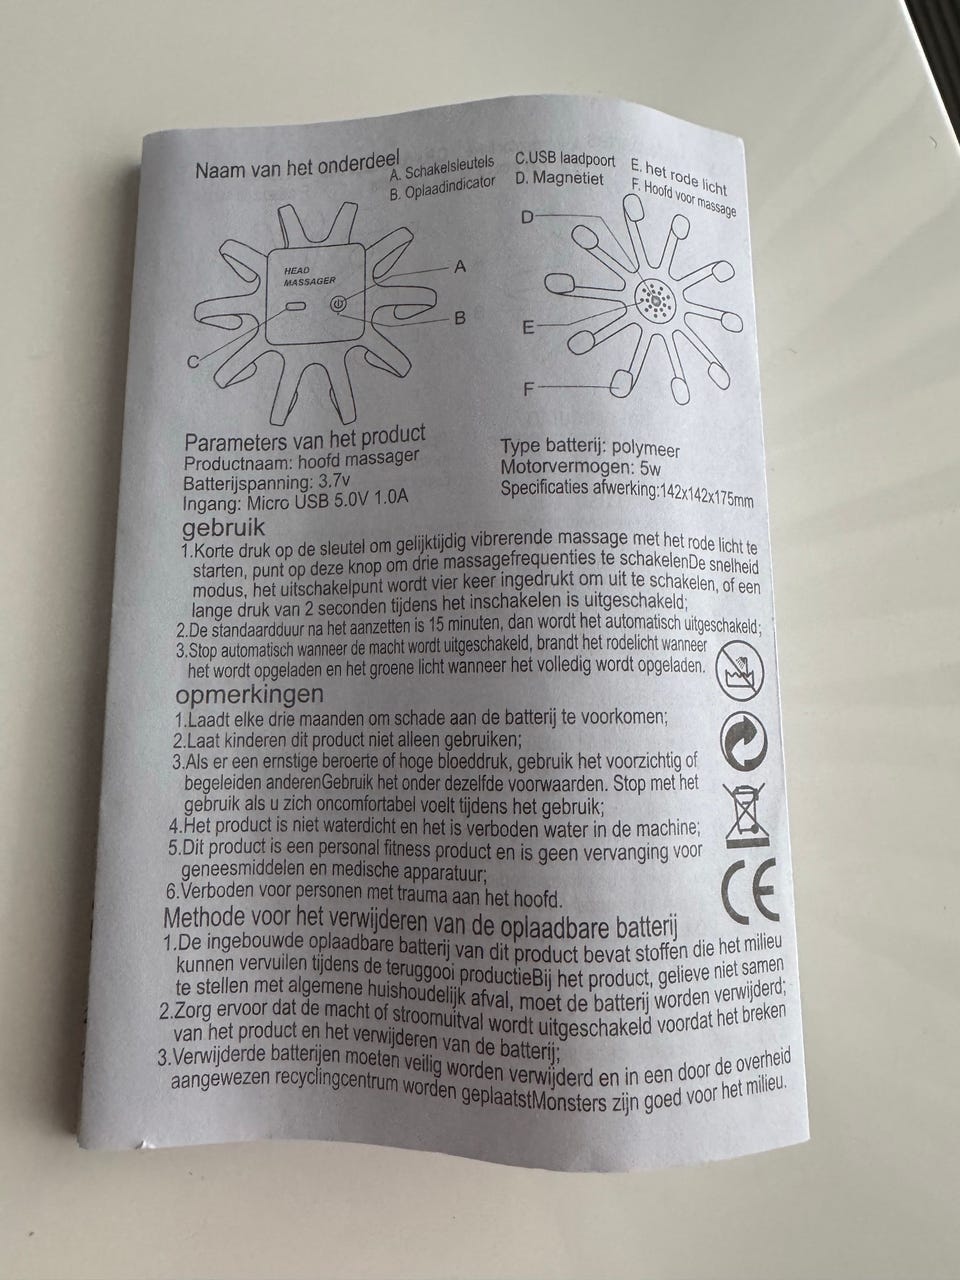 Naam van het onderdeel
A. Schakelsleutels
B. Oplaadindicator
C.USB laadpoort
D. Magnetiet
E. het rode licht
F. Hoofd voor massage
HEAD
MASSAGER
A
B
C
D
E
F
Parameters van het product
Productnaam: hoofd massager
Batterijspanning: 3.7v
Ingang: Micro USB 5.0V 1.0A
Type batterij: polymeer
Motorvermogen: 5w
Specificaties afwerking:142x142x175mm
gebruik
1.Korte druk op de sleutel om gelijktijdig vibrerende massage met het rode licht te
starten, punt op deze knop om drie massagefrequenties te schakelenDe snelheid
modus, het uitschakelpunt wordt vier keer ingedrukt om uit te schakelen, of een
lange druk van 2 seconden tijdens het inschakelen is uitgeschakeld;
2.De standaardduur na het aanzetten is 15 minuten, dan wordt het automatisch uitgeschakeld;
3.Stop automatisch wanneer de macht wordt uitgeschakeld, brandt het rodelicht wanneer
het wordt opgeladen en het groene licht wanneer het volledig wordt opgeladen.
opmerkingen
1.Laadt elke drie maanden om schade aan de batterij te voorkomen;
2.Laat kinderen dit product niet alleen gebruiken;
3.Als er een ernstige beroerte of hoge bloeddruk, gebruik het voorzichtig of
begeleiden anderenGebruik het onder dezelfde voorwaarden. Stop met het
gebruik als u zich oncomfortabel voelt tijdens het gebruik;
4.Het product is niet waterdicht en het is verboden water in de machine;
5.Dit product is een personal fitness product en is geen vervanging voor
geneesmiddelen en medische apparatuur;
6.Verboden voor personen met trauma aan het hoofd.
CE
Methode voor het verwijderen van de oplaadbare batterij
1.De ingebouwde oplaadbare batterij van dit product bevat stoffen die het milieu
kunnen vervuilen tijdens de teruggooi productieBij het product, gelieve niet samen
te stellen met algemene huishoudelijk afval, moet de batterij worden verwijderd;
2.Zorg ervoor dat de macht of stroomuitval wordt uitgeschakeld voordat het breken
van het product en het verwijderen van de batterij;
3.Verwijderde batterijen moeten veilig worden verwijderd en in een door de overheid
aangewezen recyclingcentrum worden geplaatstMonsters zijn goed voor het milieu.